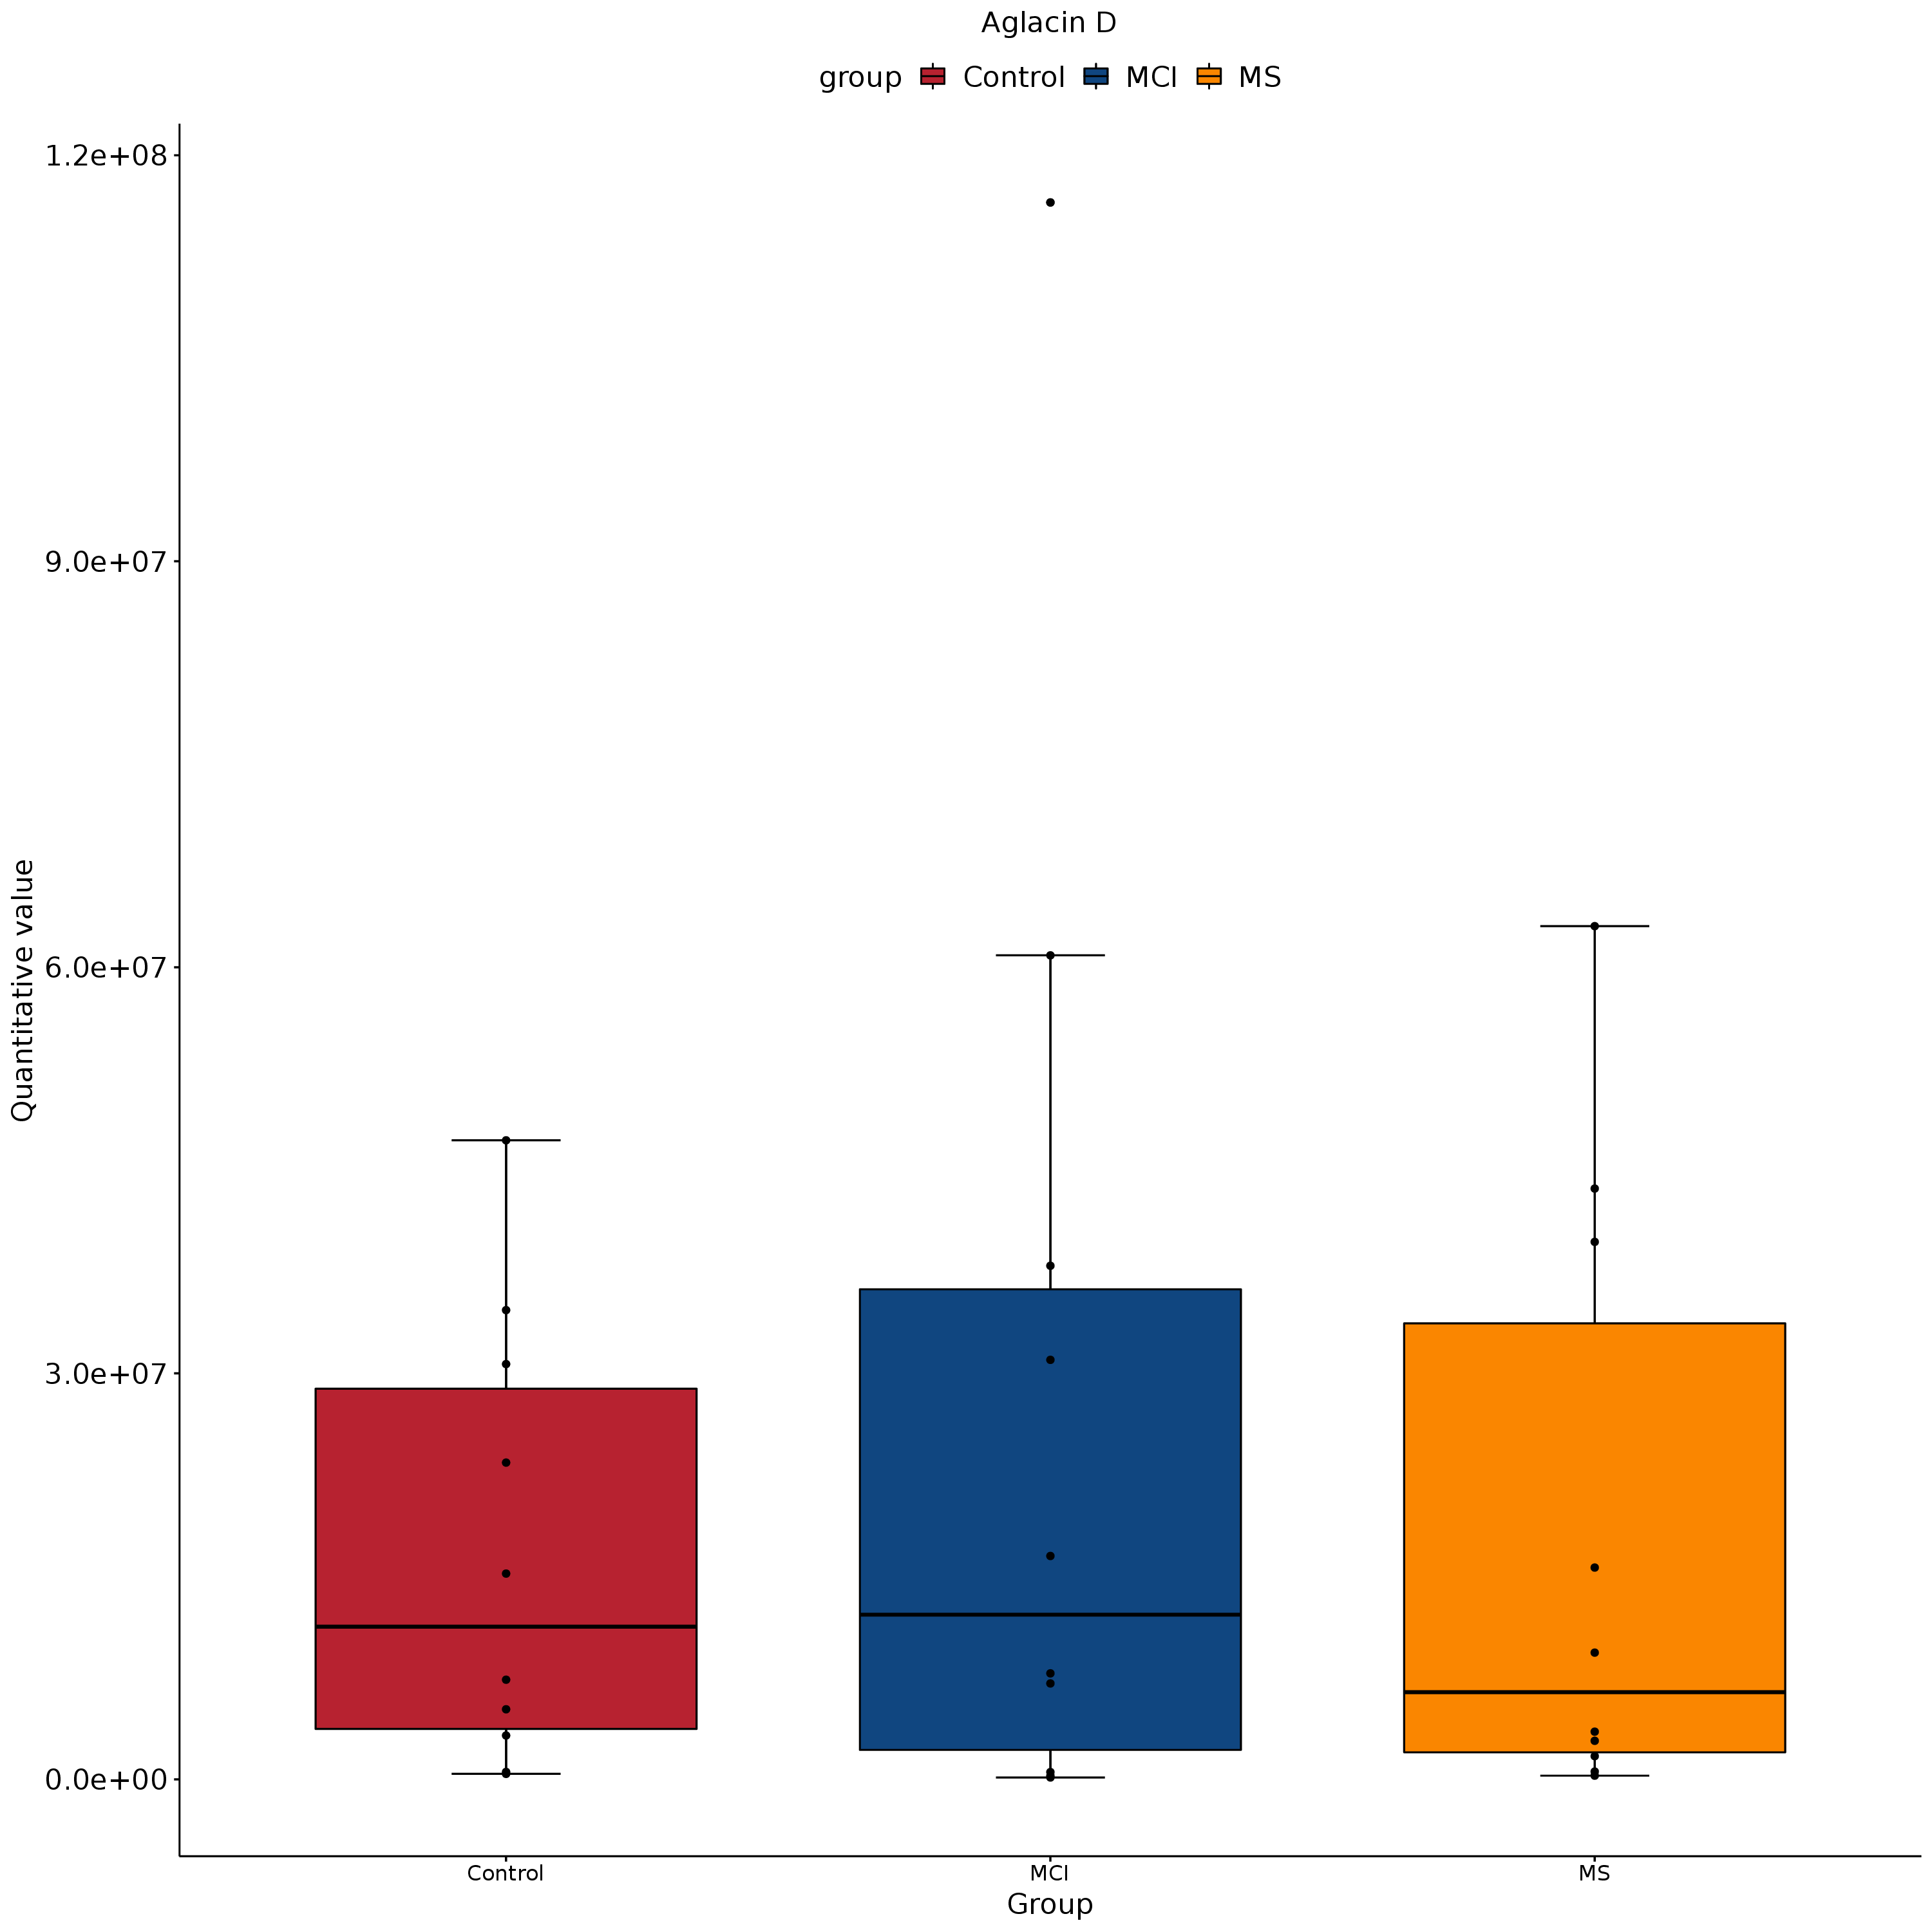 Aglacin D
group Control MCI MS
1.2e+08
9.0e+07
6.0e+07
3.0e+07
0.0e+00
Quantitative value
Control MCI MS
Group